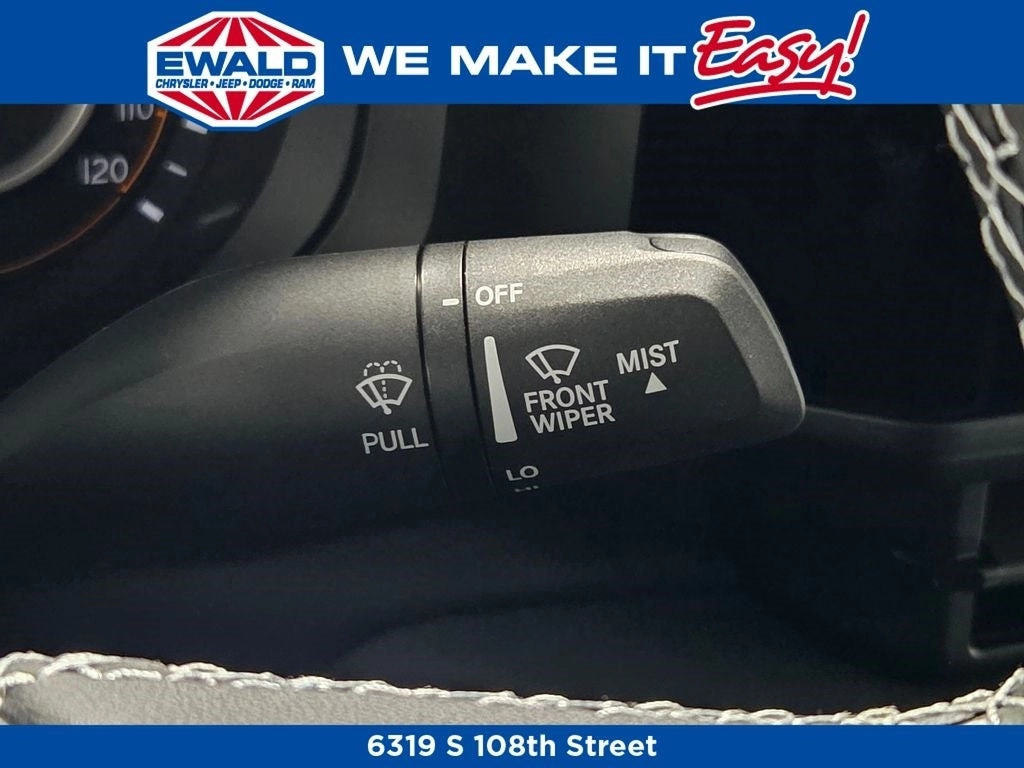 EWALD
CHRYSLER • JEEP • DODGE • RAM
WE MAKE IT Easy!
110
120
OFF
MIST
FRONT
WIPER
PULL
LO
HI
6319 S 108th Street